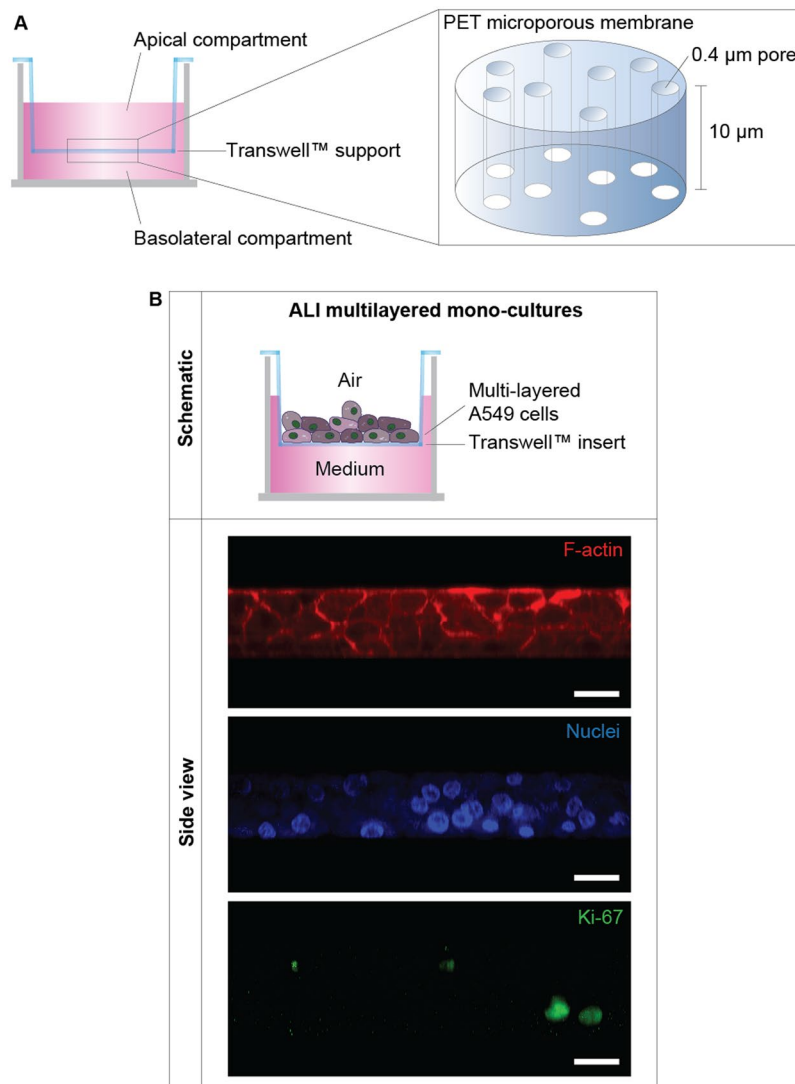 A
Apical compartment
Transwell™ support
Basolateral compartment
PET microporous membrane
0.4 µm pore
10 µm
B
ALI multilayered mono-cultures
Schematic
Air
Multi-layered
A549 cells
Transwell™ insert
Medium
Side view
F-actin
Nuclei
Ki-67